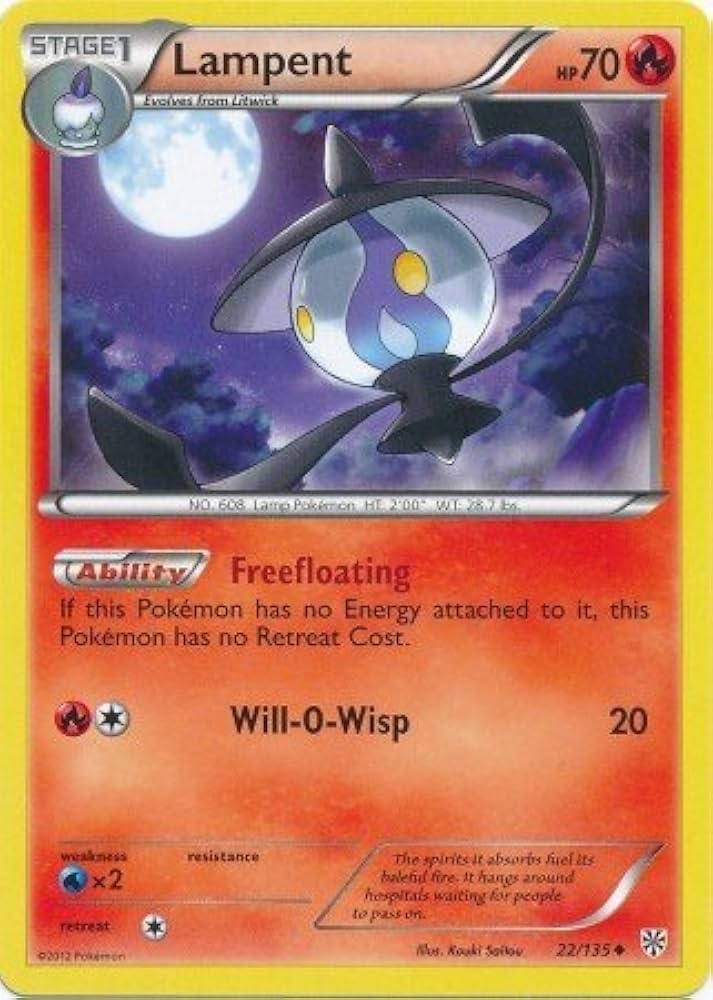 STAGE1
Lampent
HP70
Evolves from Litwick
NO. 608 Lamp Pokémon HT: 2'00" WT: 28.7 lbs.
Ability Freefloating
If this Pokémon has no Energy attached to it, this
Pokémon has no Retreat Cost.
Will-O-Wisp 20
weakness resistance
×2
The spirits it absorbs fuel its
baleful fire. It hangs around
hospitals waiting for people
to pass on.
retreat
©2012 Pokémon Illus. Kouki Saitou 22/135